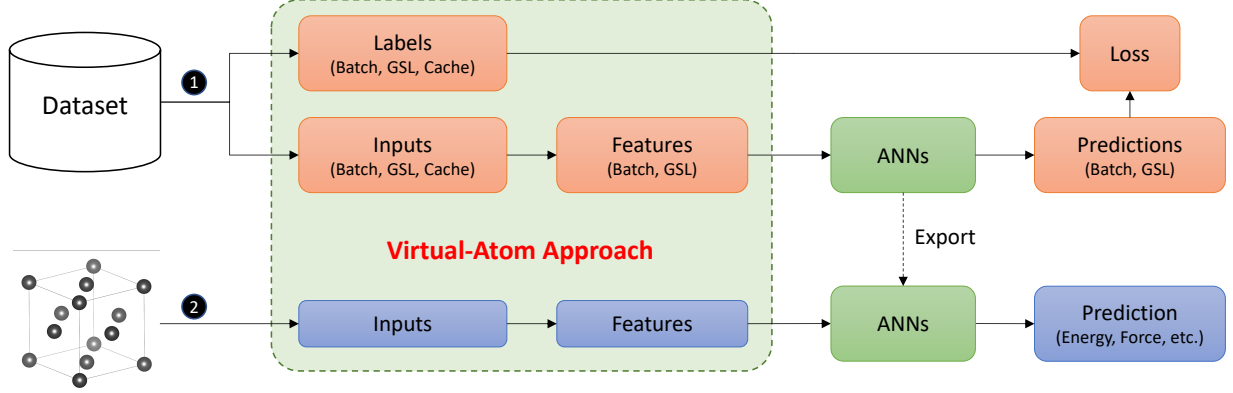 Labels
(Batch, GSL, Cache)
Loss
1
Dataset
Inputs
(Batch, GSL, Cache)
Features
(Batch, GSL)
ANNs
Predictions
(Batch, GSL)
Virtual-Atom Approach
Export
2
Inputs
Features
ANNs
Prediction
(Energy, Force, etc.)